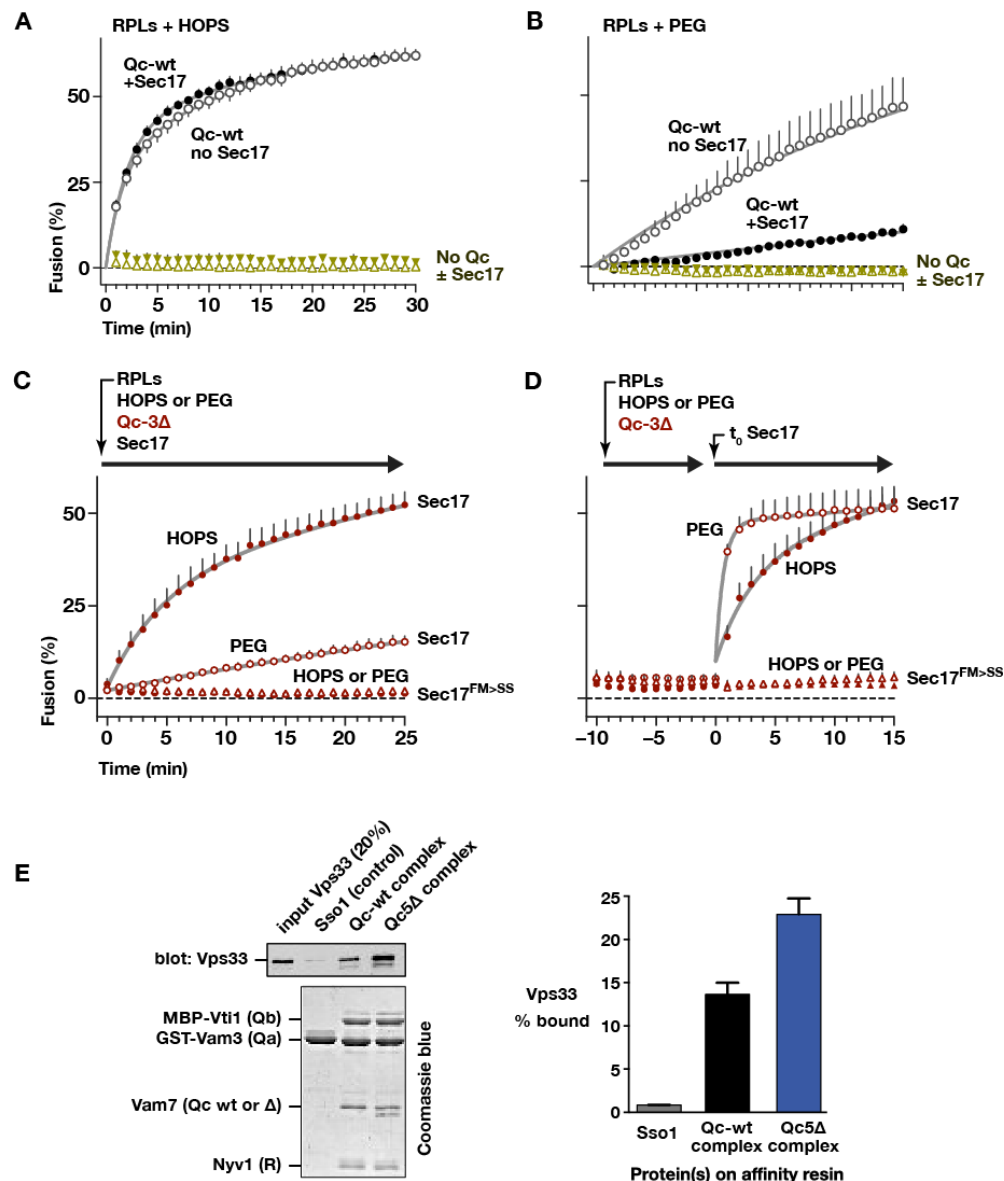 A
RPLs + HOPS
Qc-wt
+Sec17
Qc-wt
no Sec17
No Qc
± Sec17
Fusion (%)
50
25
0
0 10 20 30
Time (min)
B
RPLs + PEG
Qc-wt
no Sec17
Qc-wt
+Sec17
No Qc
± Sec17
50
25
0
C
RPLs
HOPS or PEG
Qc-3Δ
Sec17
HOPS
Sec17
PEG
Sec17
HOPS or PEG
Sec17FM>SS
Fusion (%)
50
25
0
0 5 10 15 20 25
Time (min)
D
RPLs
HOPS or PEG
Qc-3Δ
t0 Sec17
PEG
Sec17
HOPS
HOPS or PEG
Sec17FM>SS
50
25
0
−10 −5 0 5 10 15
E
input Vps33 (20%)
Sso1 (control)
Qc-wt complex
Qc5Δ complex
blot: Vps33
MBP-Vti1 (Qb)
GST-Vam3 (Qa)
Vam7 (Qc wt or Δ)
Nyv1 (R)
Coomassie blue
Vps33
% bound
25
20
15
10
5
0
Sso1
Qc-wt
complex
Qc5Δ
complex
Protein(s) on affinity resin